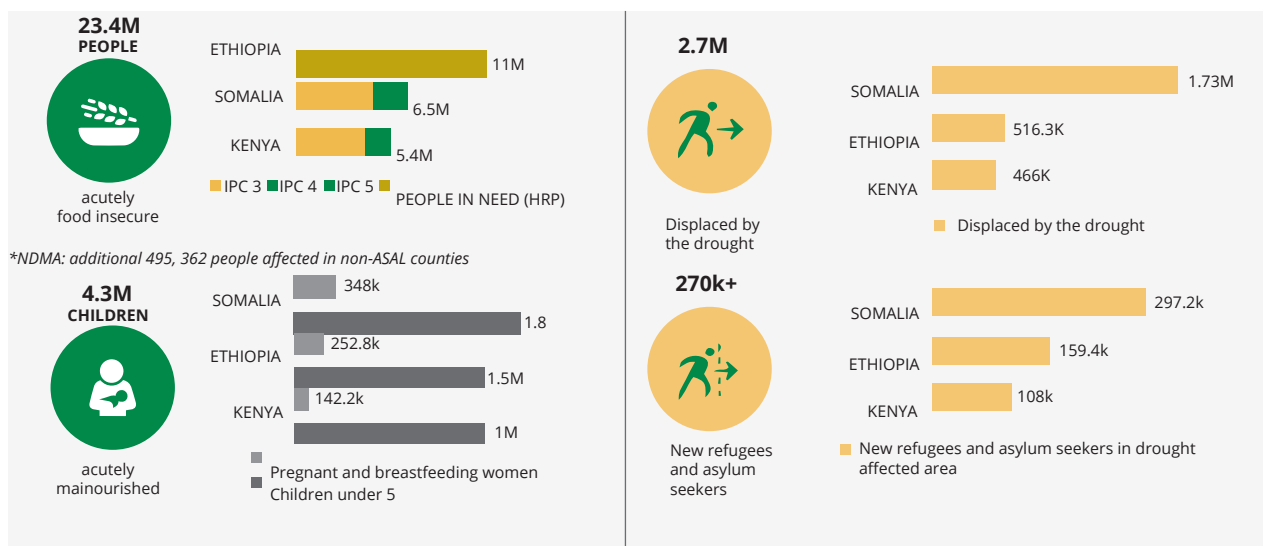 23.4M
PEOPLE
acutely
food insecure
ETHIOPIA
11M
SOMALIA
6.5M
KENYA
5.4M
IPC 3 IPC 4 IPC 5
PEOPLE IN NEED (HRP)
*NDMA: additional 495, 362 people affected in non-ASAL counties
4.3M
CHILDREN
acutely
mainourished
SOMALIA
348k
1.8
ETHIOPIA
252.8k
1.5M
KENYA
142.2k
1M
Pregnant and breastfeeding women
Children under 5
2.7M
Displaced by
the drought
SOMALIA
1.73M
ETHIOPIA
516.3K
KENYA
466K
Displaced by the drought
270k+
New refugees
and asylum
seekers
SOMALIA
297.2k
ETHIOPIA
159.4k
KENYA
108k
New refugees and asylum seekers in drought
affected area